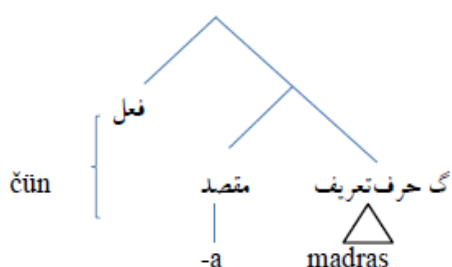 فعل
čün
مقصد
گ حرف‌تعریف
-a
madras